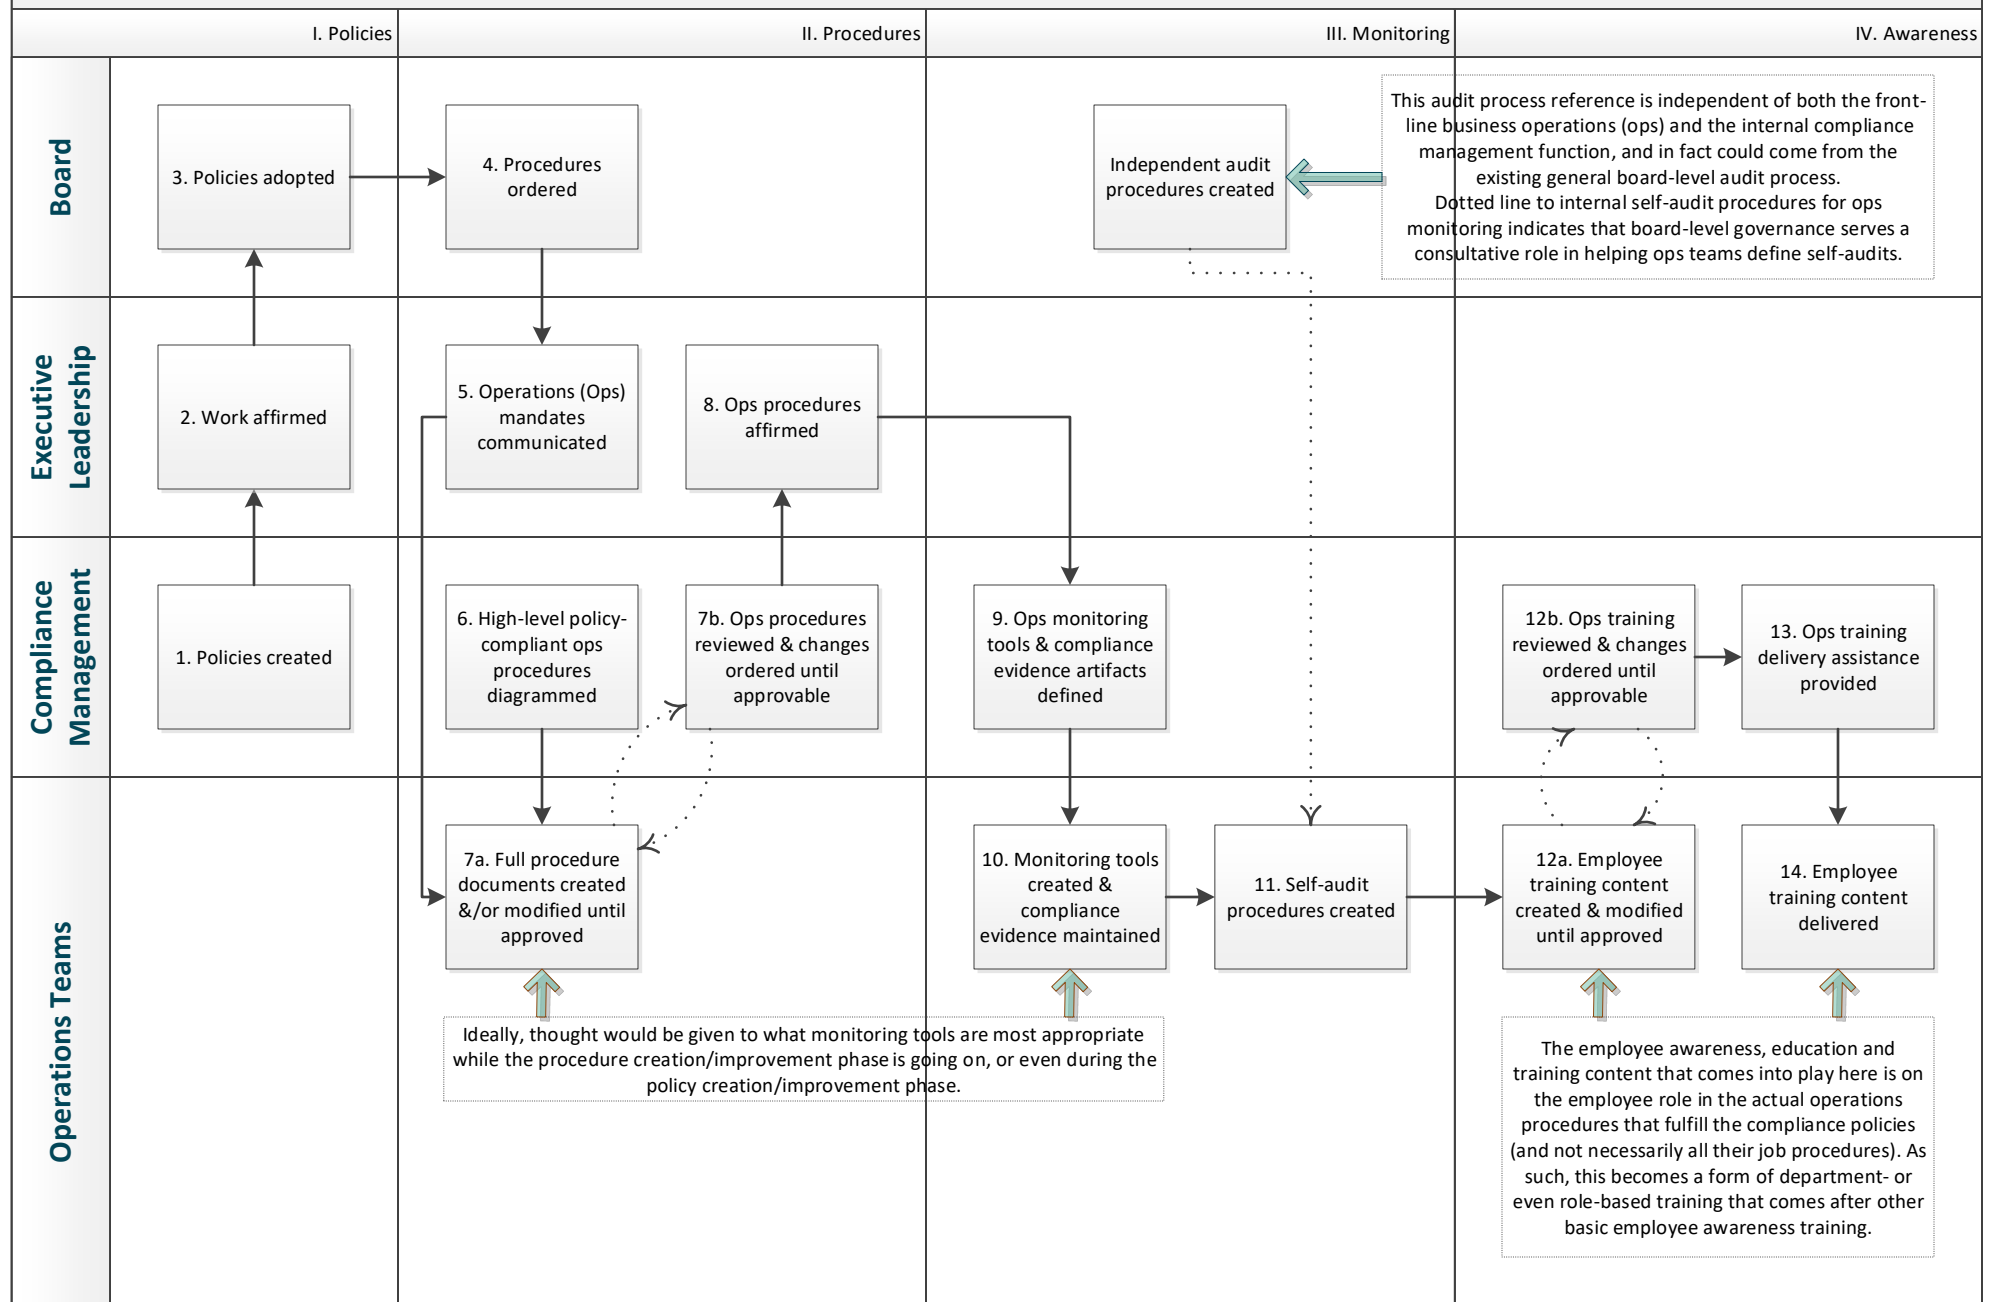 I. Policies
II. Procedures
III. Monitoring
IV. Awareness
Board
3. Policies adopted
4. Procedures
ordered
Independent audit
procedures created
This audit process reference is independent of both the front-
line business operations (ops) and the internal compliance
management function, and in fact could come from the
existing general board-level audit process.
Dotted line to internal self-audit procedures for ops
monitoring indicates that board-level governance serves a
consultative role in helping ops teams define self-audits.
Executive
Leadership
2. Work affirmed
5. Operations (Ops)
mandates
communicated
8. Ops procedures
affirmed
Compliance
Management
1. Policies created
6. High-level policy-
compliant ops
procedures
diagrammed
7b. Ops procedures
reviewed & changes
ordered until
approvable
9. Ops monitoring
tools & compliance
evidence artifacts
defined
12b. Ops training
reviewed & changes
ordered until
approvable
13. Ops training
delivery assistance
provided
Operations Teams
7a. Full procedure
documents created
&/or modified until
approved
10. Monitoring tools
created &
compliance
evidence maintained
11. Self-audit
procedures created
12a. Employee
training content
created & modified
until approved
14. Employee
training content
delivered
Ideally, thought would be given to what monitoring tools are most appropriate
while the procedure creation/improvement phase is going on, or even during the
policy creation/improvement phase.
The employee awareness, education and
training content that comes into play here is on
the employee role in the actual operations
procedures that fulfill the compliance policies
(and not necessarily all their job procedures). As
such, this becomes a form of department- or
even role-based training that comes after other
basic employee awareness training.